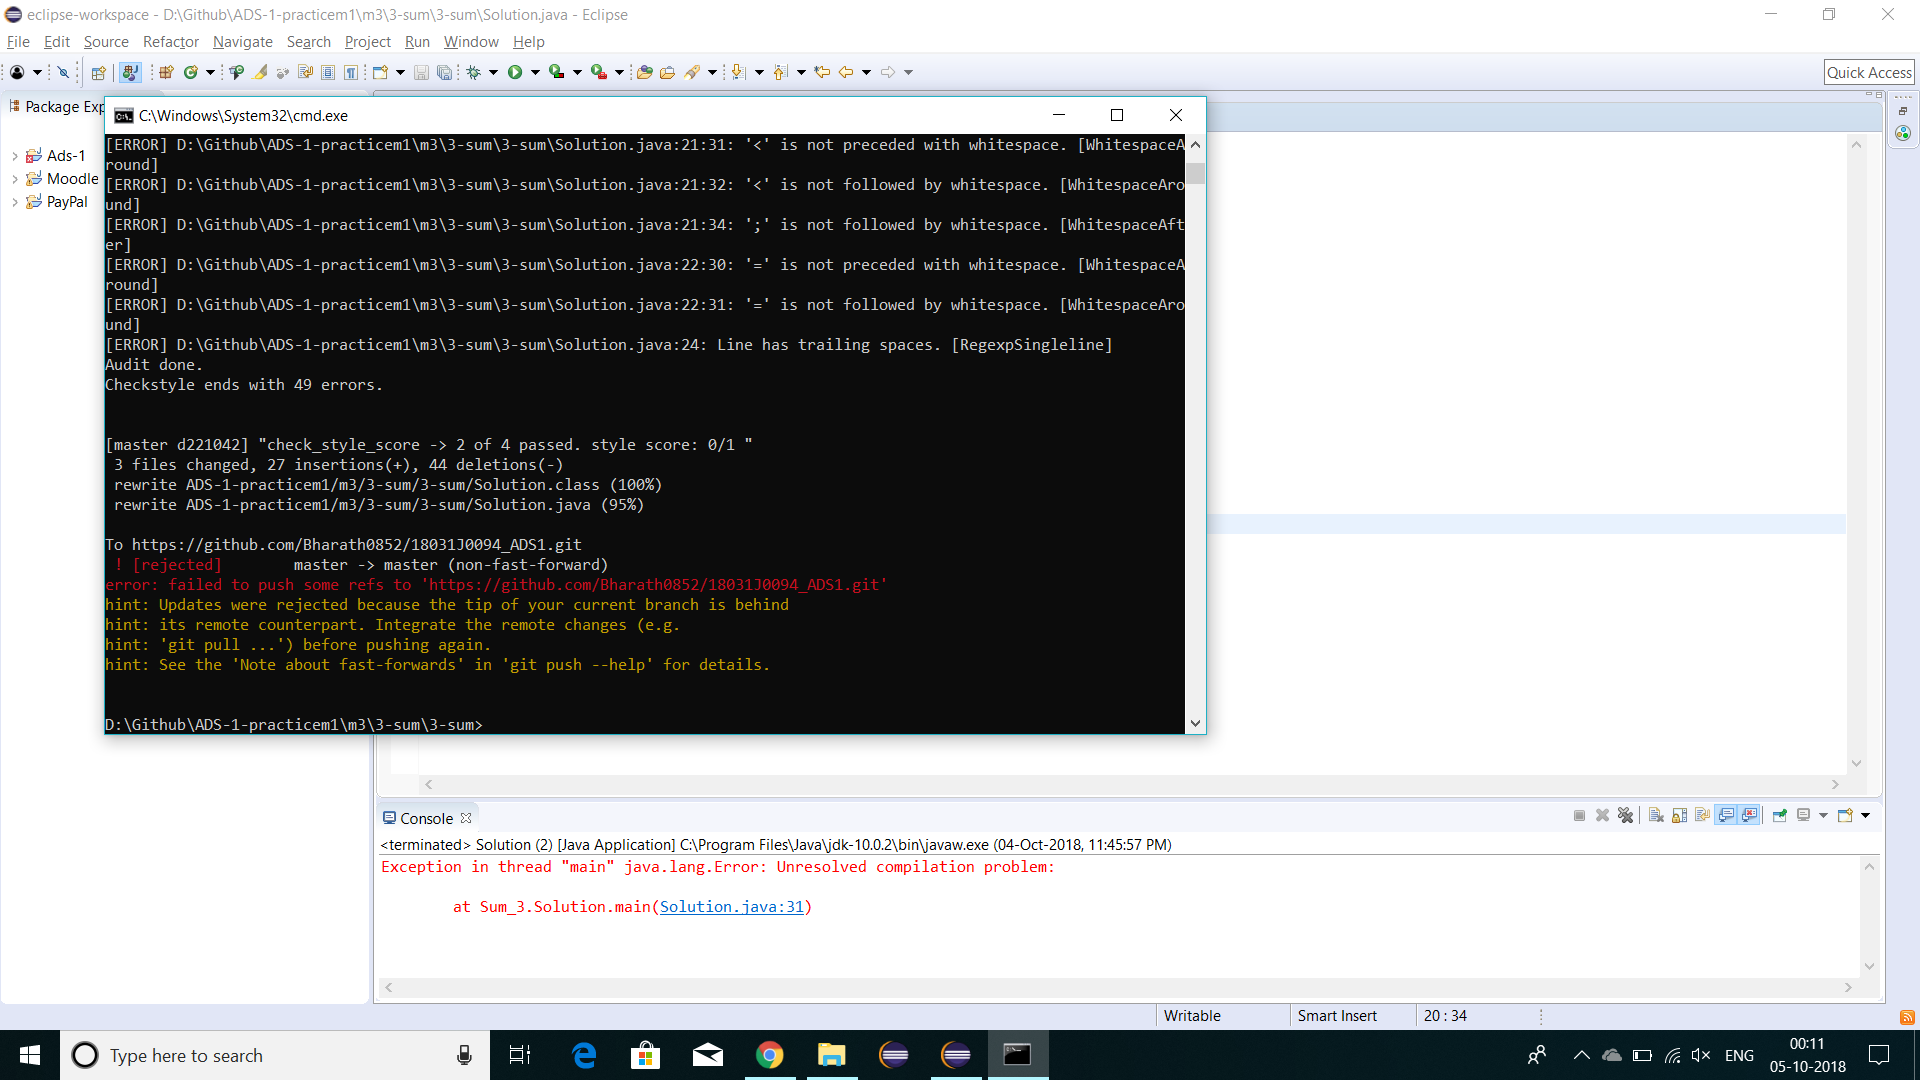 eclipse-workspace - D:\Github\ADS-1-practicem1\m3\3-sum\3-sum\Solution.java - Eclipse
File Edit Source Refactor Navigate Search Project Run Window Help
Quick Access
Package Exp
Ads-1
Moodle
PayPal
C:\Windows\System32\cmd.exe
[ERROR] D:\Github\ADS-1-practicem1\m3\3-sum\3-sum\Solution.java:21:31: '<' is not preceded with whitespace. [WhitespaceA
round]
[ERROR] D:\Github\ADS-1-practicem1\m3\3-sum\3-sum\Solution.java:21:32: '<' is not followed by whitespace. [WhitespaceAro
und]
[ERROR] D:\Github\ADS-1-practicem1\m3\3-sum\3-sum\Solution.java:21:34: ';' is not followed by whitespace. [WhitespaceAft
er]
[ERROR] D:\Github\ADS-1-practicem1\m3\3-sum\3-sum\Solution.java:22:30: '=' is not preceded with whitespace. [WhitespaceA
round]
[ERROR] D:\Github\ADS-1-practicem1\m3\3-sum\3-sum\Solution.java:22:31: '=' is not followed by whitespace. [WhitespaceAro
und]
[ERROR] D:\Github\ADS-1-practicem1\m3\3-sum\3-sum\Solution.java:24: Line has trailing spaces. [RegexpSingleline]
Audit done.
Checkstyle ends with 49 errors.
[master d221042] "check_style_score -> 2 of 4 passed. style score: 0/1 "
3 files changed, 27 insertions(+), 44 deletions(-)
rewrite ADS-1-practicem1/m3/3-sum/3-sum/Solution.class (100%)
rewrite ADS-1-practicem1/m3/3-sum/3-sum/Solution.java (95%)
To https://github.com/Bharath0852/18031J0094_ADS1.git
! [rejected] master -> master (non-fast-forward)
error: failed to push some refs to 'https://github.com/Bharath0852/18031J0094_ADS1.git'
hint: Updates were rejected because the tip of your current branch is behind
hint: its remote counterpart. Integrate the remote changes (e.g.
hint: 'git pull ...') before pushing again.
hint: See the 'Note about fast-forwards' in 'git push --help' for details.
D:\Github\ADS-1-practicem1\m3\3-sum\3-sum>
Console
<terminated> Solution (2) [Java Application] C:\Program Files\Java\jdk-10.0.2\bin\javaw.exe (04-Oct-2018, 11:45:57 PM)
Exception in thread "main" java.lang.Error: Unresolved compilation problem:
at Sum_3.Solution.main(Solution.java:31)
Writable Smart Insert 20 : 34
Type here to search
ENG
00:11
05-10-2018